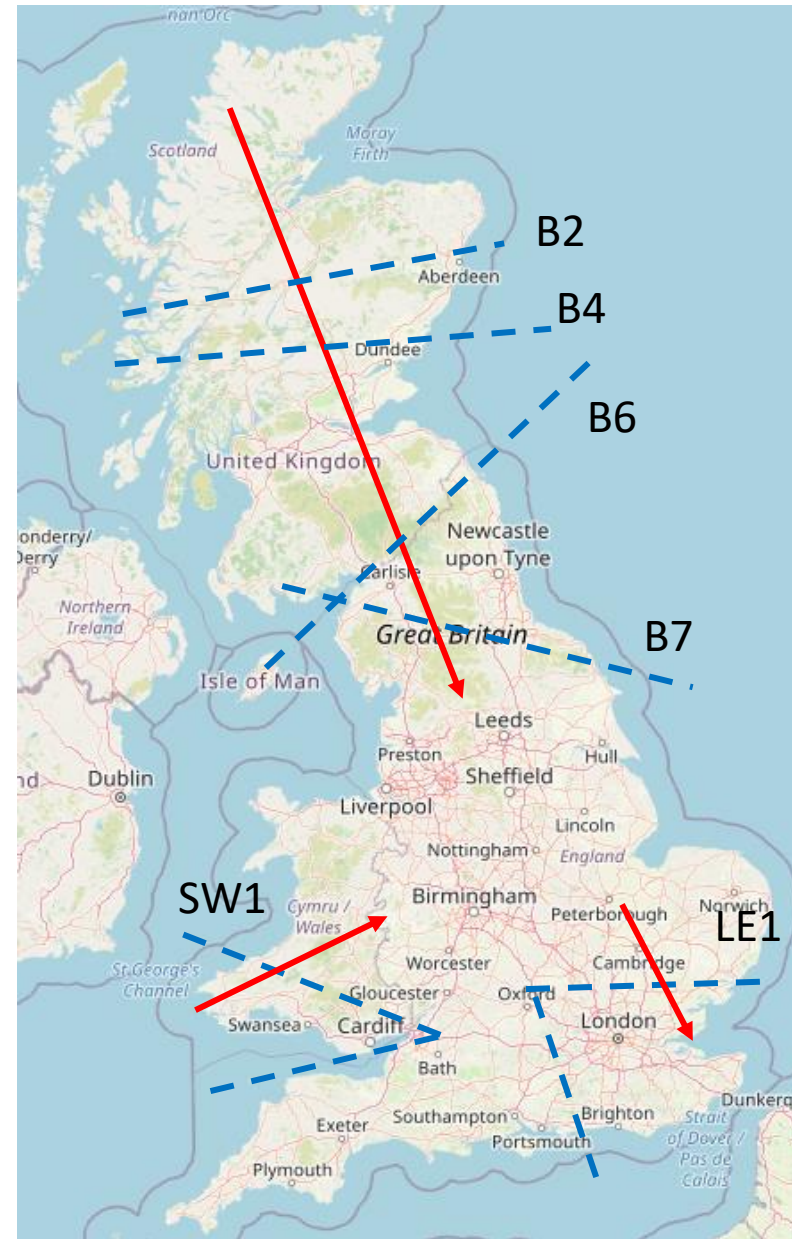 nan Orc
Moray
Firth
Scotland
B2
Aberdeen
B4
Dundee
B6
United Kingdom
Newcastle
upon Tyne
onderry/
Derry
Carlisle
Northern
Ireland
Great Britain
B7
Isle of Man
Leeds
Preston
Hull
nd
Dublin
Sheffield
Liverpool
Lincoln
Nottingham
England
SW1
Birmingham
Cymru /
Wales
Peterborough
Norwich
LE1
St George's
Channel
Worcester
Cambridge
Gloucester
Oxford
Swansea
Cardiff
London
Bath
Dunkerq
Exeter
Southampton
Brighton
Portsmouth
Strait
of Dover /
Pas de
Calais
Plymouth